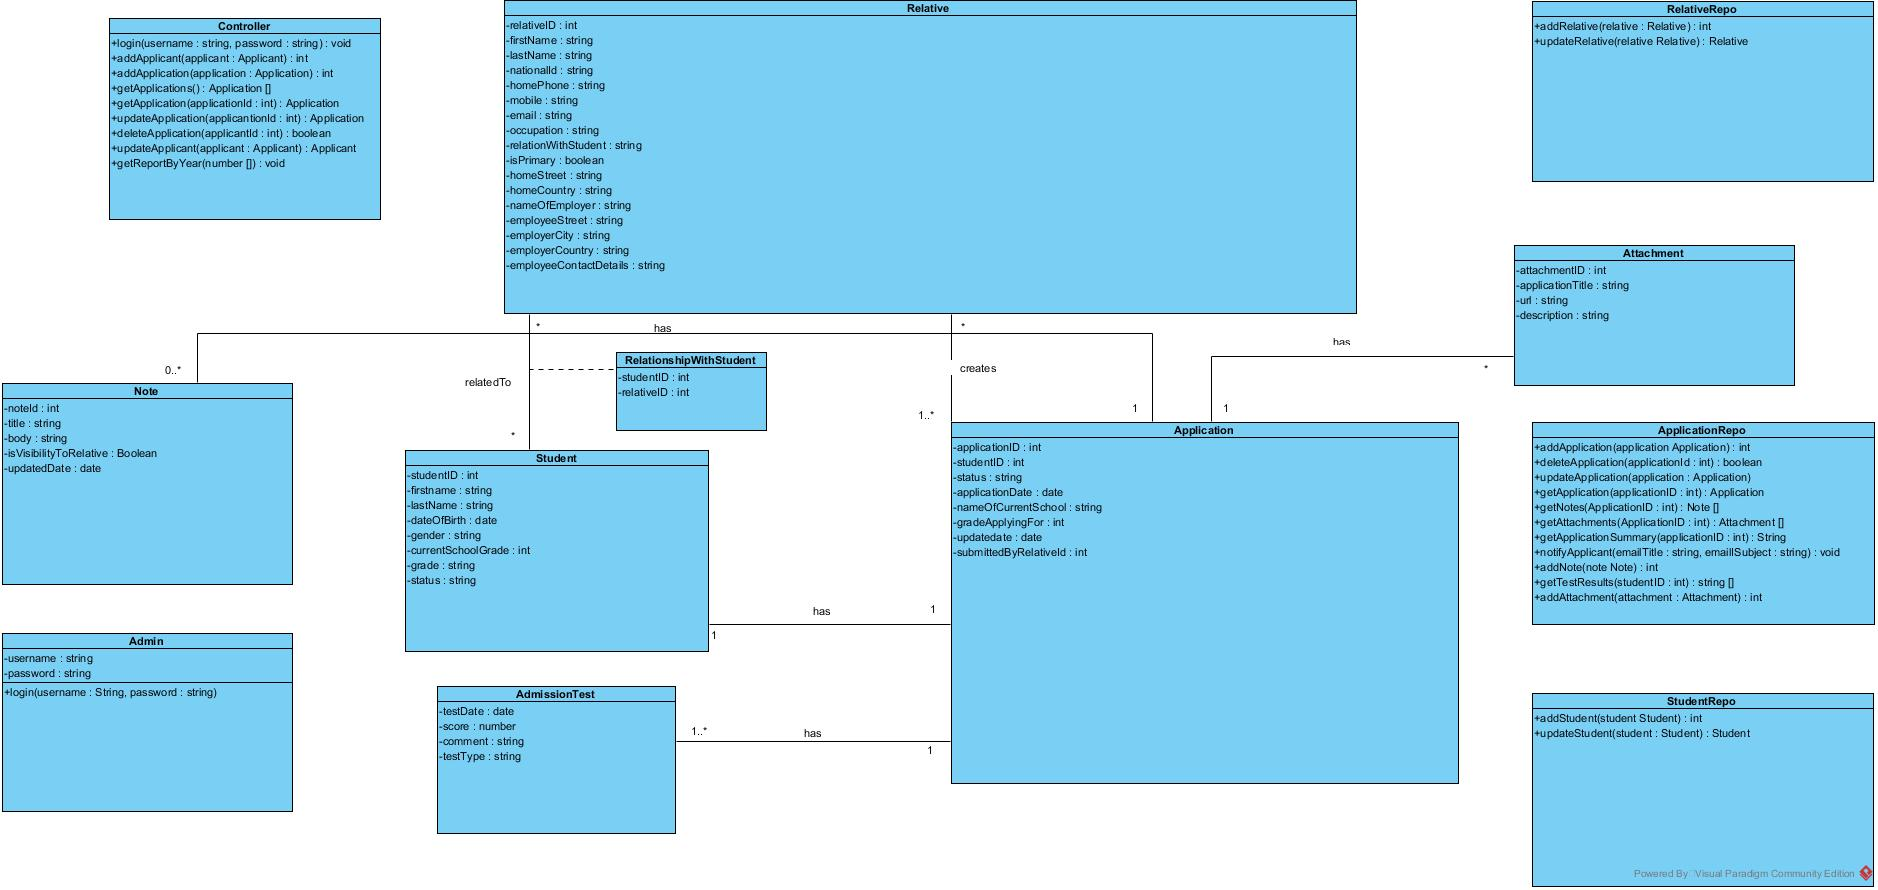 Controller
+login(username : string, password : string) : void
+addApplicant(applicant : Applicant) : int
+addApplication(application : Application) : int
+getApplications() : Application []
+getApplication(applicationId : int) : Application
+updateApplication(applicantionId : int) : Application
+deleteApplication(applicantId : int) : boolean
+updateApplicant(applicant : Applicant) : Applicant
+getReportByYear(number []) : void
Relative
-relativeID : int
-firstName : string
-lastName : string
-nationalId : string
-homePhone : string
-mobile : string
-email : string
-occupation : string
-relationWithStudent : string
-isPrimary : boolean
-homeStreet : string
-homeCountry : string
-nameOfEmployer : string
-employeeStreet : string
-employerCity : string
-employerCountry : string
-employeeContactDetails : string
RelativeRepo
+addRelative(relative : Relative) : int
+updateRelative(relative Relative) : Relative
Attachment
-attachmentID : int
-applicationTitle : string
-url : string
-description : string
* has *
has
0..*
relatedTo
creates
*
*
1..*
1
1
RelationshipWithStudent
-studentID : int
-relativeID : int
Note
-noteId : int
-title : string
-body : string
-isVisibilityToRelative : Boolean
-updatedDate : date
Student
-studentID : int
-firstname : string
-lastName : string
-dateOfBirth : date
-gender : string
-currentSchoolGrade : int
-grade : string
-status : string
Application
-applicationID : int
-studentID : int
-status : string
-applicationDate : date
-nameOfCurrentSchool : string
-gradeApplyingFor : int
-updatedate : date
-submittedByRelativeId : int
ApplicationRepo
+addApplication(application Application) : int
+deleteApplication(applicationId : int) : boolean
+updateApplication(application : Application)
+getApplication(applicationID : int) : Application
+getNotes(ApplicationID : int) : Note []
+getAttachments(ApplicationID : int) : Attachment []
+getApplicationSummary(applicationID : int) : String
+notifyApplicant(emailTitle : string, emaillSubject : string) : void
+addNote(note Note) : int
+getTestResults(studentID : int) : string []
+addAttachment(attachment : Attachment) : int
has
1
1
Admin
-username : string
-password : string
+login(username : String, password : string)
AdmissionTest
-testDate : date
-score : number
-comment : string
-testType : string
1..*
has
1
StudentRepo
+addStudent(student Student) : int
+updateStudent(student : Student) : Student
Powered By Visual Paradigm Community Edition